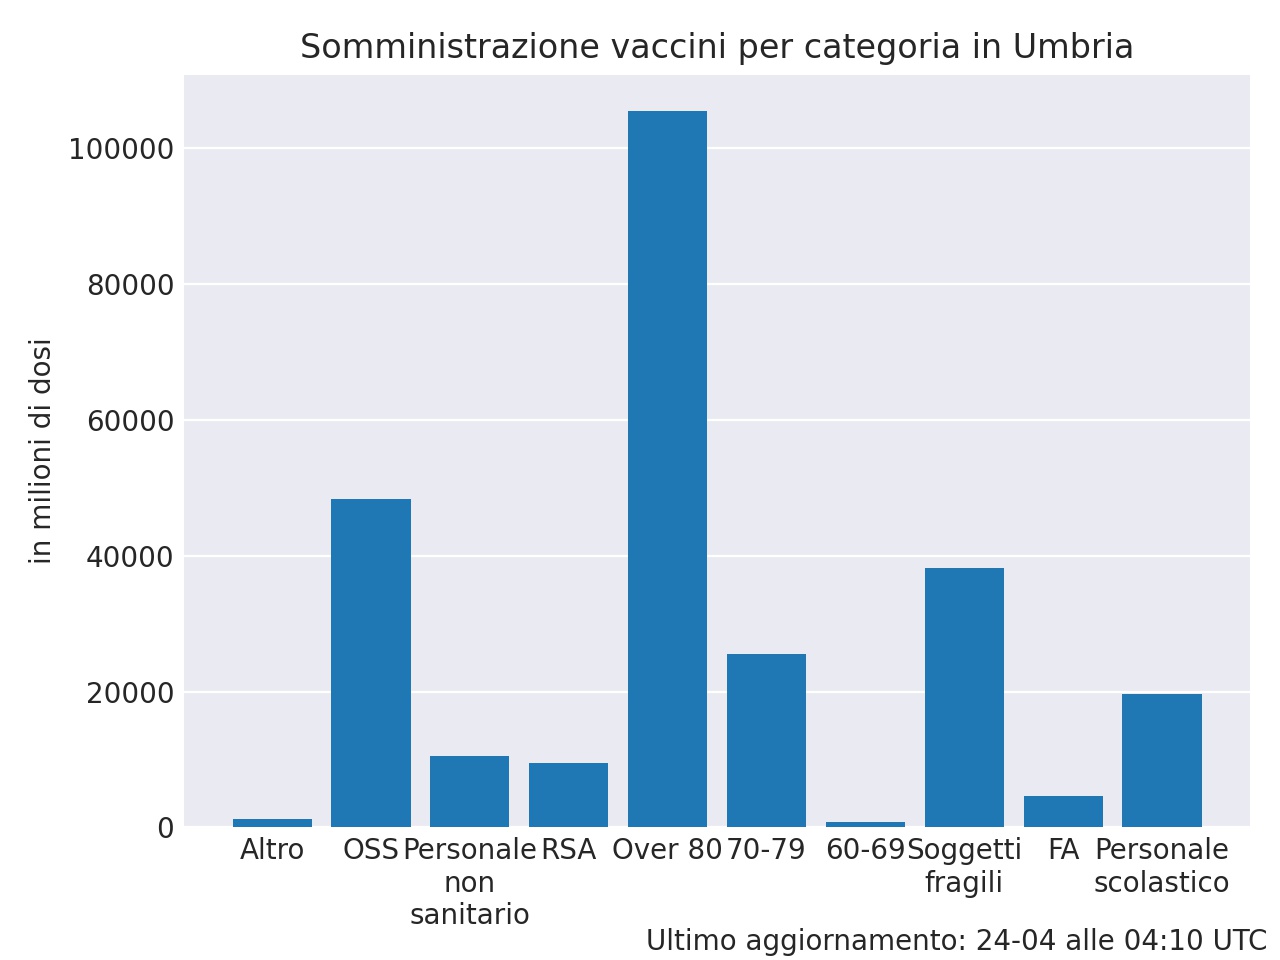 Somministrazione vaccini per categoria in Umbria
in milioni di dosi
100000
80000
60000
40000
20000
0
Altro
OSS
Personale
non
sanitario
RSA
Over 80
70-79
60-69
Soggetti
fragili
FA
Personale
scolastico
Ultimo aggiornamento: 24-04 alle 04:10 UTC